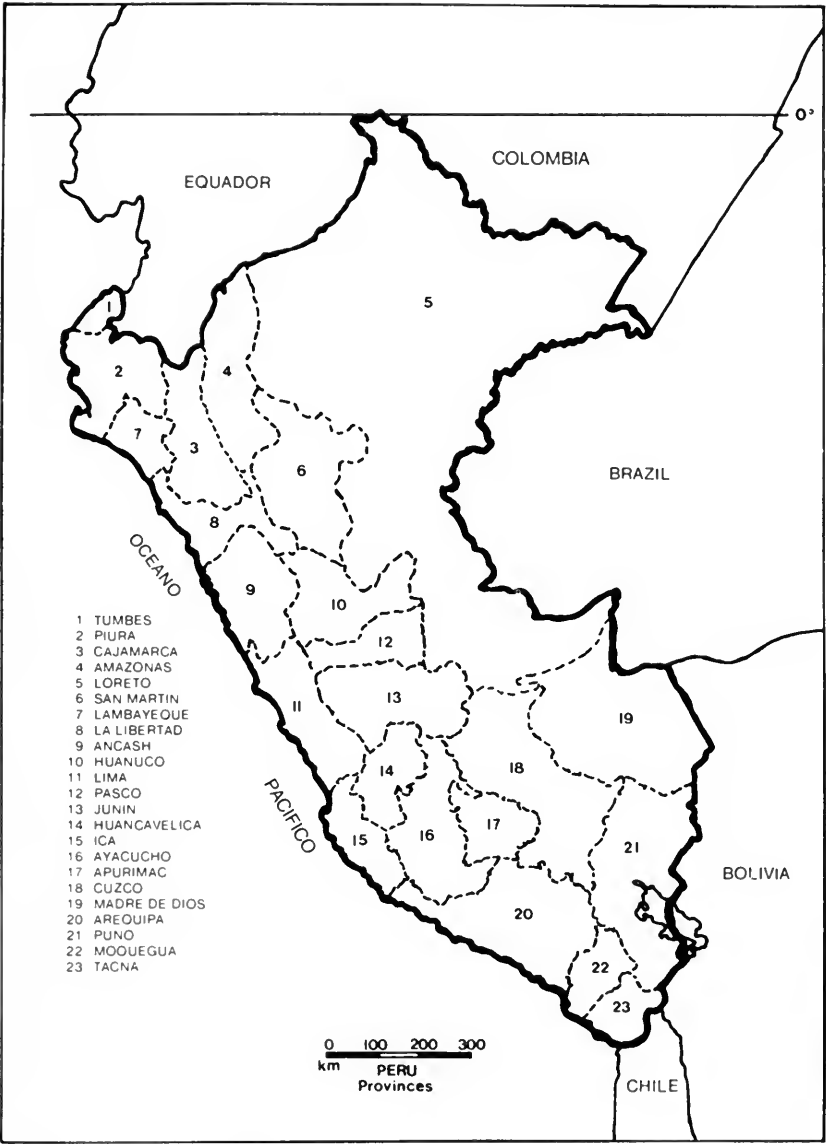 0°
COLOMBIA
EQUADOR
1
5
2
4
7
3
6
BRAZIL
8
OCEANO
9
10
12
11
13
19
18
14
PACIFICO
17
15
16
21
BOLIVIA
20
22
23
1 TUMBES
2 PIURA
3 CAJAMARCA
4 AMAZONAS
5 LORETO
6 SAN MARTIN
7 LAMBAYEQUE
8 LA LIBERTAD
9 ANCASH
10 HUANUCO
11 LIMA
12 PASCO
13 JUNIN
14 HUANCAVELICA
15 ICA
16 AYACUCHO
17 APURIMAC
18 CUZCO
19 MADRE DE DIOS
20 AREQUIPA
21 PUNO
22 MOQUEGUA
23 TACNA
0 100 200 300
km
PERU
Provinces
CHILE